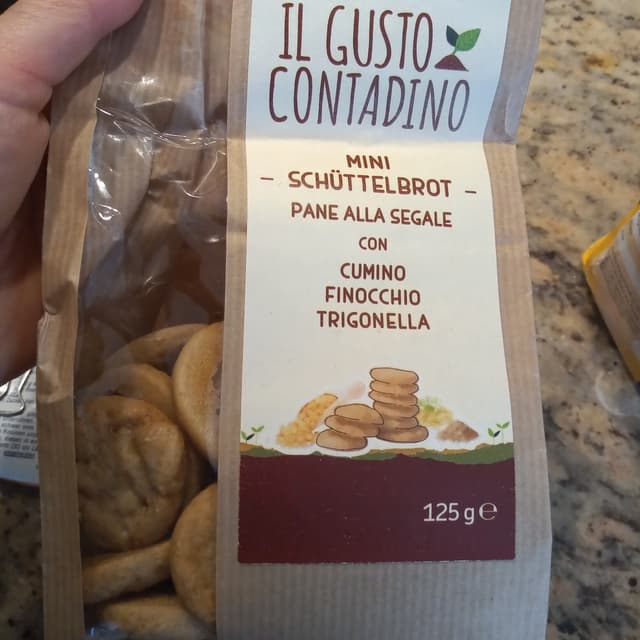 IL GUSTO
CONTADINO
MINI
- SCHÜTTELBROT -
PANE ALLA SEGALE
CON
CUMINO
FINOCCHIO
TRIGONELLA
125 g ℮